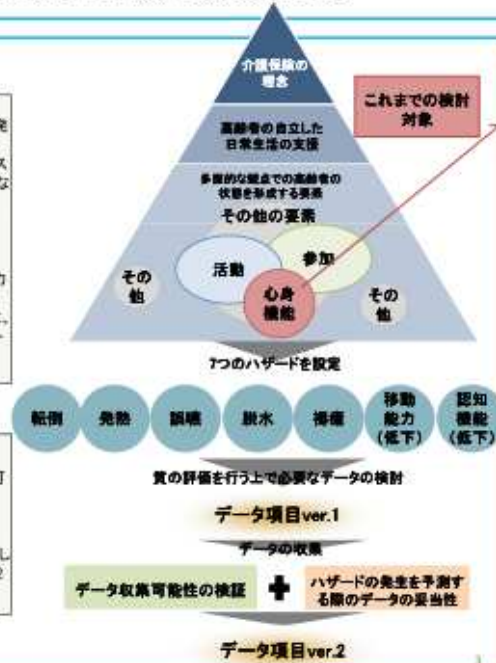 介護保険の
理念
これまでの検討
対象
高齢者の自立した
日常生活の支援
多面的な観点での高齢者の
状態を形成する要素
その他の要素
活動
参加
その
他
心身
機能
その
他
7つのハザードを設定
転倒
発熱
誤嚥
脱水
褥瘡
移動
能力
(低下)
認知
機能
(低下)
質の評価を行う上で必要なデータの検討
データ項目ver.1
データの収集
データ収集可能性の検証
+
ハザードの発生を予測す
る際のデータの妥当性
データ項目ver.2
3